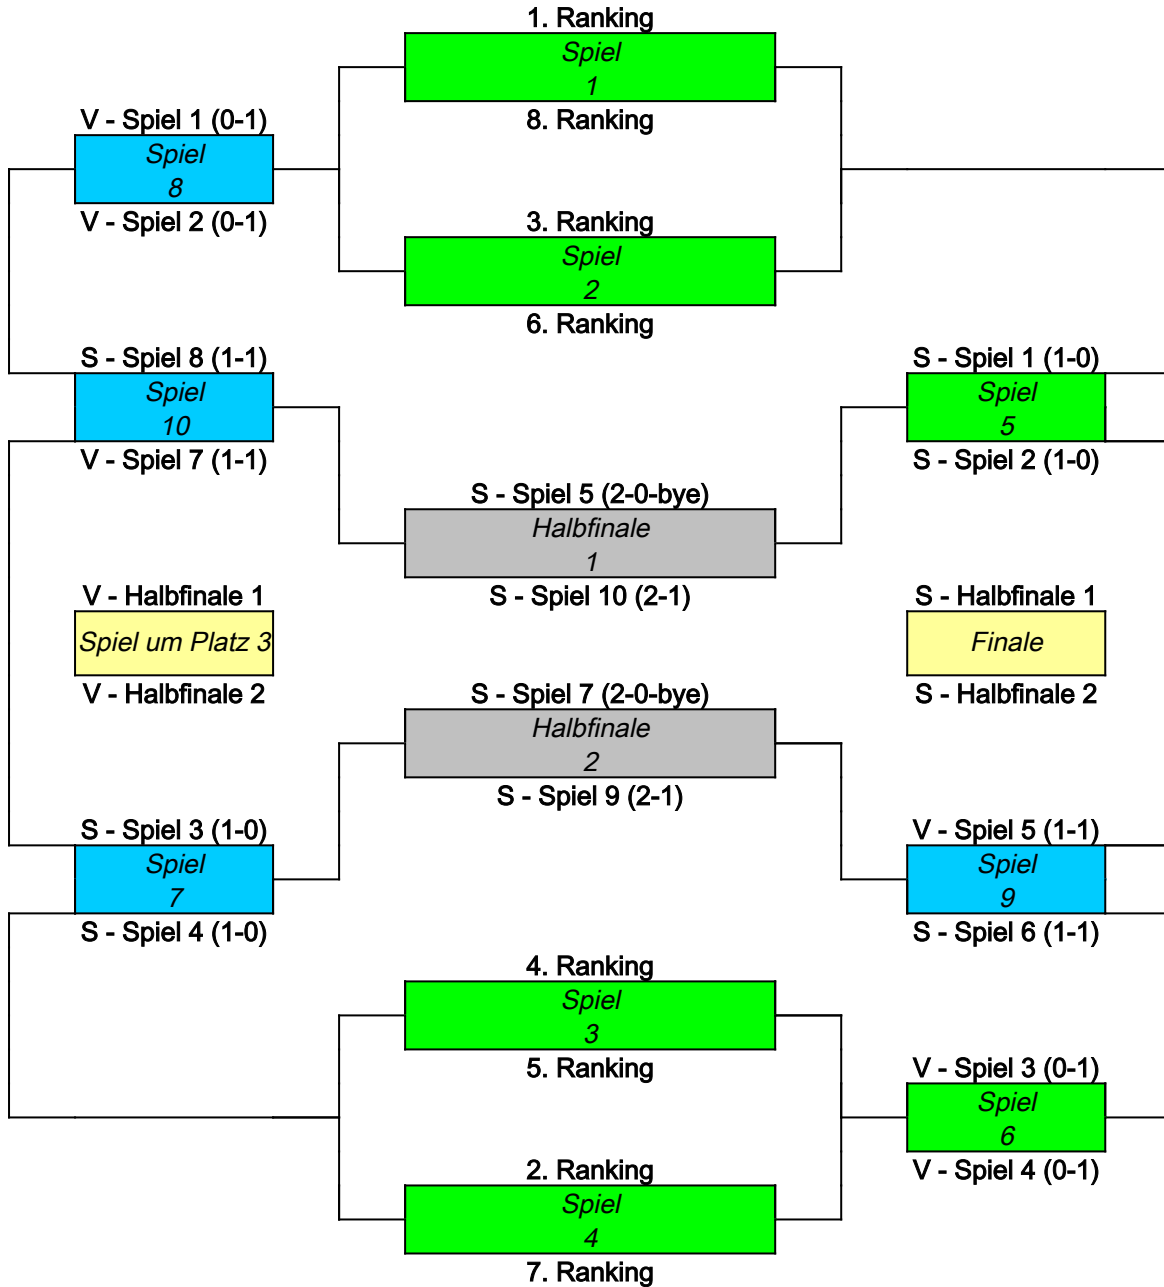 1. Ranking
Spiel
1
8. Ranking
V - Spiel 1 (0-1)
Spiel
8
V - Spiel 2 (0-1)
3. Ranking
Spiel
2
6. Ranking
S - Spiel 8 (1-1)
Spiel
10
V - Spiel 7 (1-1)
S - Spiel 1 (1-0)
Spiel
5
S - Spiel 2 (1-0)
S - Spiel 5 (2-0-bye)
Halbfinale
1
S - Spiel 10 (2-1)
V - Halbfinale 1
Spiel um Platz 3
V - Halbfinale 2
S - Halbfinale 1
Finale
S - Halbfinale 2
S - Spiel 7 (2-0-bye)
Halbfinale
2
S - Spiel 9 (2-1)
S - Spiel 3 (1-0)
Spiel
7
S - Spiel 4 (1-0)
V - Spiel 5 (1-1)
Spiel
9
S - Spiel 6 (1-1)
4. Ranking
Spiel
3
5. Ranking
V - Spiel 3 (0-1)
Spiel
6
V - Spiel 4 (0-1)
2. Ranking
Spiel
4
7. Ranking